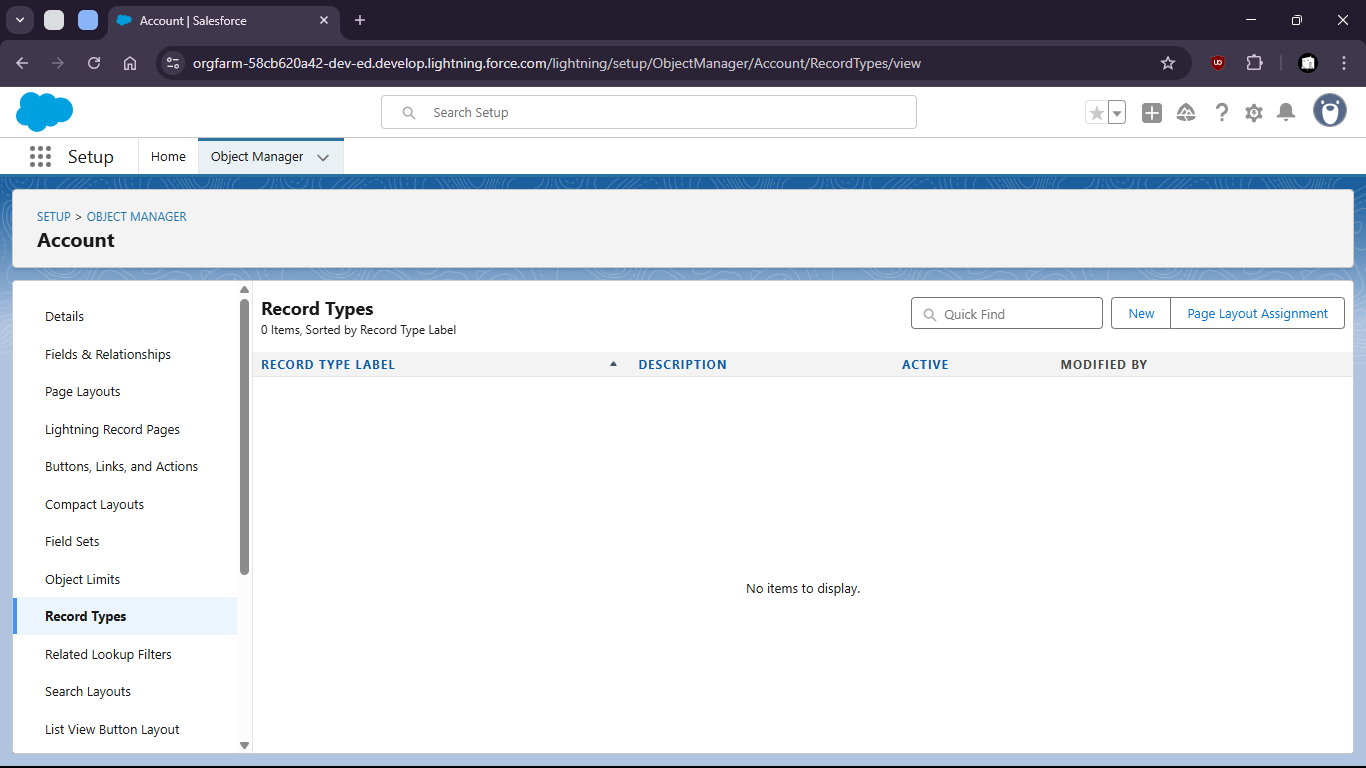 Account | Salesforce
orgfarm-58cb620a42-dev-ed.develop.lightning.force.com/lightning/setup/ObjectManager/Account/RecordTypes/view
Search Setup
Setup
Home
Object Manager
SETUP > OBJECT MANAGER
Account
Details
Fields & Relationships
Page Layouts
Lightning Record Pages
Buttons, Links, and Actions
Compact Layouts
Field Sets
Object Limits
Record Types
Related Lookup Filters
Search Layouts
List View Button Layout
Record Types
0 Items, Sorted by Record Type Label
Quick Find
New
Page Layout Assignment
RECORD TYPE LABEL DESCRIPTION ACTIVE MODIFIED BY
No items to display.